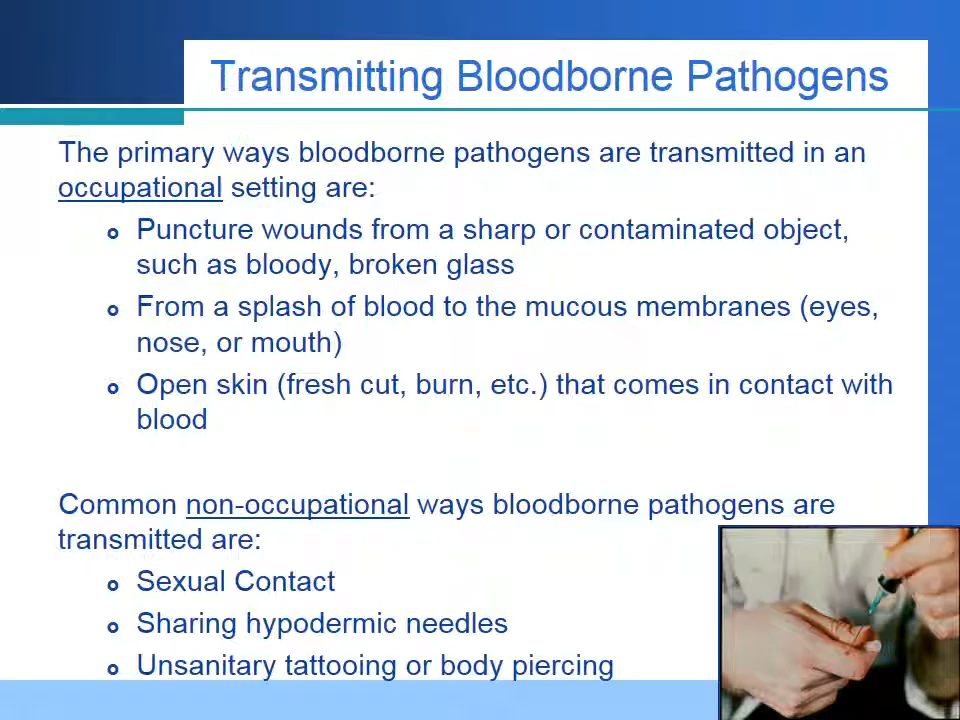 Transmitting Bloodborne Pathogens
The primary ways bloodborne pathogens are transmitted in an
occupational setting are:
Puncture wounds from a sharp or contaminated object,
such as bloody, broken glass
From a splash of blood to the mucous membranes (eyes,
nose, or mouth)
Open skin (fresh cut, burn, etc.) that comes in contact with
blood
Common non-occupational ways bloodborne pathogens are
transmitted are:
Sexual Contact
Sharing hypodermic needles
Unsanitary tattooing or body piercing